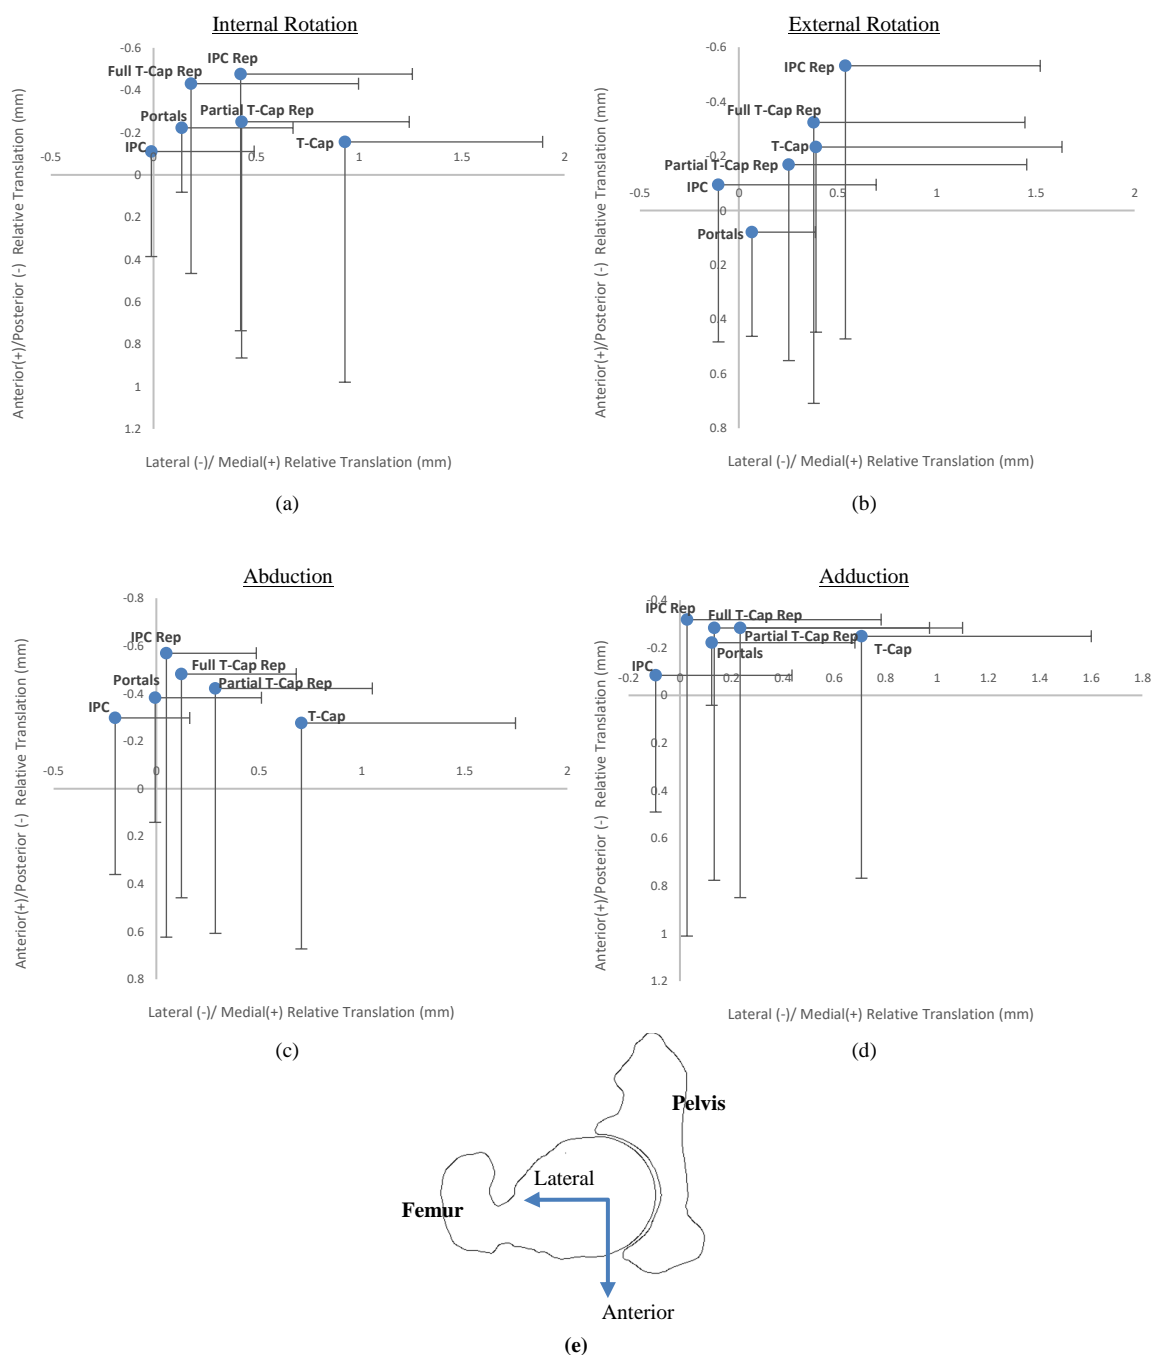 Internal Rotation
-0.6
-0.4
-0.2
0
0.2
0.4
0.6
0.8
1
1.2
-0.5
0
0.5
1
1.5
2
IPC Rep
Full T-Cap Rep
Partial T-Cap Rep
Portals
T-Cap
IPC
Anterior(+)/Posterior (-) Relative Translation (mm)
Lateral (-)/ Medial(+) Relative Translation (mm)
(a)
External Rotation
-0.6
-0.4
-0.2
0
0.2
0.4
0.6
0.8
-0.5
0
0.5
1
1.5
2
IPC Rep
Full T-Cap Rep
T-Cap
Partial T-Cap Rep
IPC
Portals
Anterior(+)/Posterior (-) Relative Translation (mm)
Lateral (-)/ Medial(+) Relative Translation (mm)
(b)
Abduction
-0.8
-0.6
-0.4
-0.2
0
0.2
0.4
0.6
0.8
-0.5
0
0.5
1
1.5
2
IPC Rep
Full T-Cap Rep
Portals
Partial T-Cap Rep
IPC
T-Cap
Anterior(+)/Posterior (-) Relative Translation (mm)
Lateral (-)/ Medial(+) Relative Translation (mm)
(c)
Adduction
-0.4
-0.2
0
0.2
0.4
0.6
0.8
1
1.2
-0.2
0
0.2
0.4
0.6
0.8
1
1.2
1.4
1.6
1.8
IPC Rep
Full T-Cap Rep
Partial T-Cap Rep
Portals
T-Cap
IPC
Anterior(+)/Posterior (-) Relative Translation (mm)
Lateral (-)/ Medial(+) Relative Translation (mm)
(d)
Pelvis
Lateral
Femur
Anterior
(e)